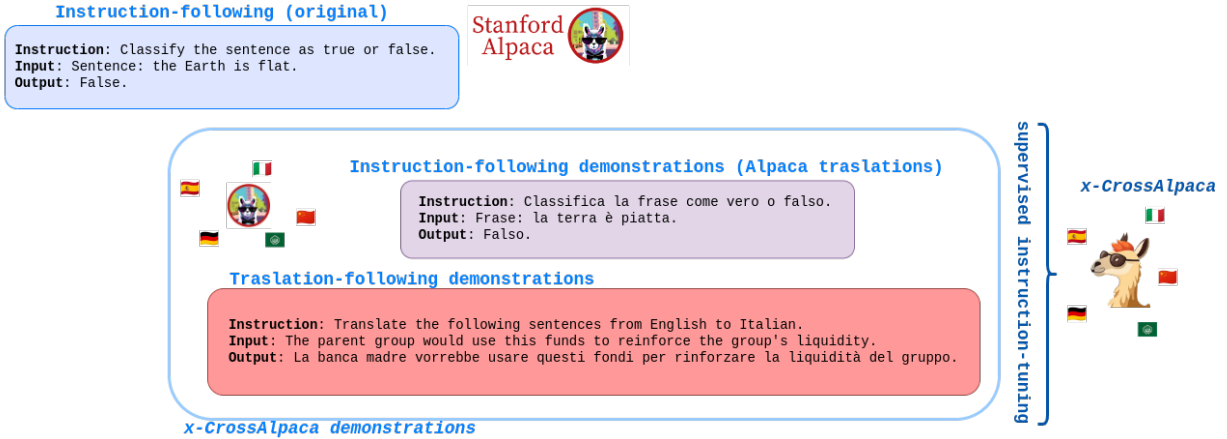 Instruction-following (original)
Stanford
Alpaca
Instruction: Classify the sentence as true or false.
Input: Sentence: the Earth is flat.
Output: False.
Instruction-following demonstrations (Alpaca traslations)
Instruction: Classifica la frase come vero o falso.
Input: Frase: la terra è piatta.
Output: Falso.
Traslation-following demonstrations
Instruction: Translate the following sentences from English to Italian.
Input: The parent group would use this funds to reinforce the group's liquidity.
Output: La banca madre vorrebbe usare questi fondi per rinforzare la liquidità del gruppo.
x-CrossAlpaca demonstrations
supervised instruction-tuning
x-CrossAlpaca